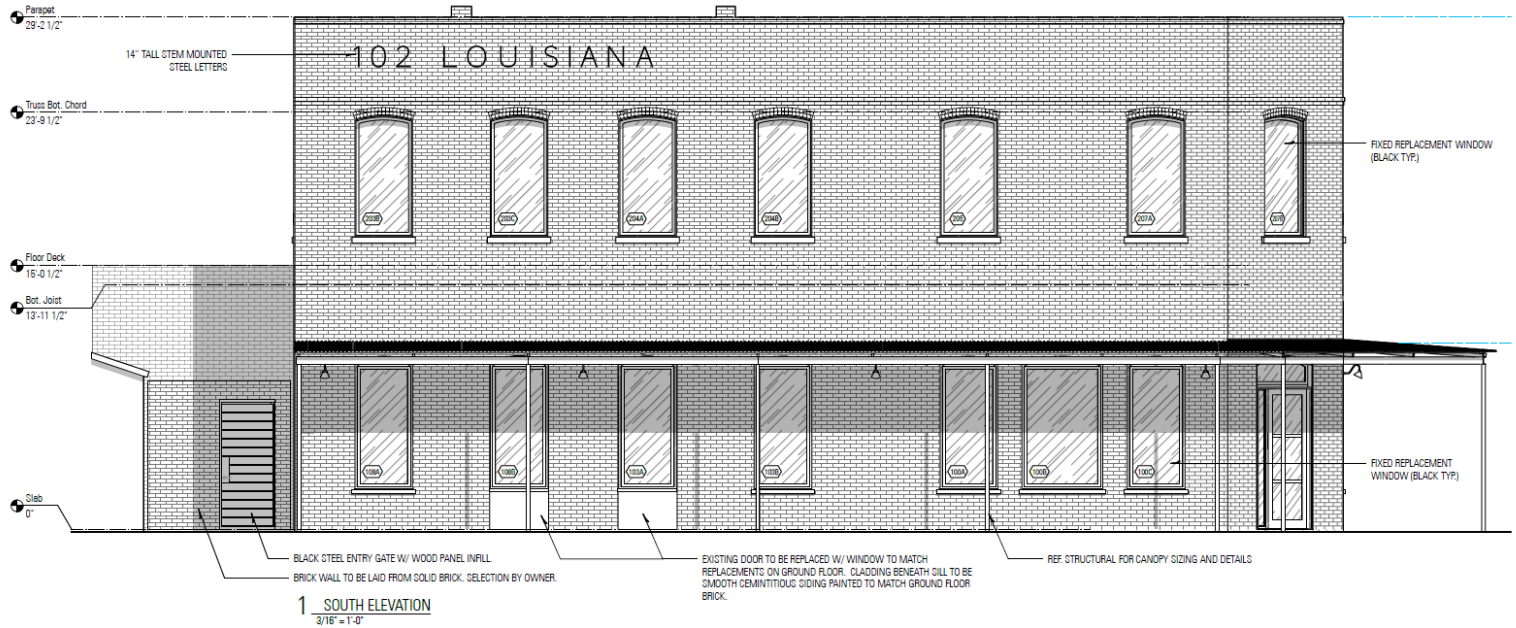 Parapet
29'-2 1/2"
14" TALL STEM MOUNTED
STEEL LETTERS
102 LOUISIANA
Truss Bot. Chord
23'-9 1/2"
FIXED REPLACEMENT WINDOW
(BLACK TYP.)
203B
203C
204A
204B
205
207A
207B
Floor Deck
15'-0 1/2"
Bot. Joist
13'-11 1/2"
109A
103A
103B
100A
100B
100C
FIXED REPLACEMENT
WINDOW (BLACK TYP.)
Slab
0"
BLACK STEEL ENTRY GATE W/ WOOD PANEL INFILL.
BRICK WALL TO BE LAID FROM SOLID BRICK. SELECTION BY OWNER.
EXISTING DOOR TO BE REPLACED W/ WINDOW TO MATCH
REPLACEMENTS ON GROUND FLOOR. CLADDING BENEATH SILL TO BE
SMOOTH CEMINTITIOUS SIDING PAINTED TO MATCH GROUND FLOOR
BRICK.
REF. STRUCTURAL FOR CANOPY SIZING AND DETAILS
1 SOUTH ELEVATION
3/16" = 1'-0"